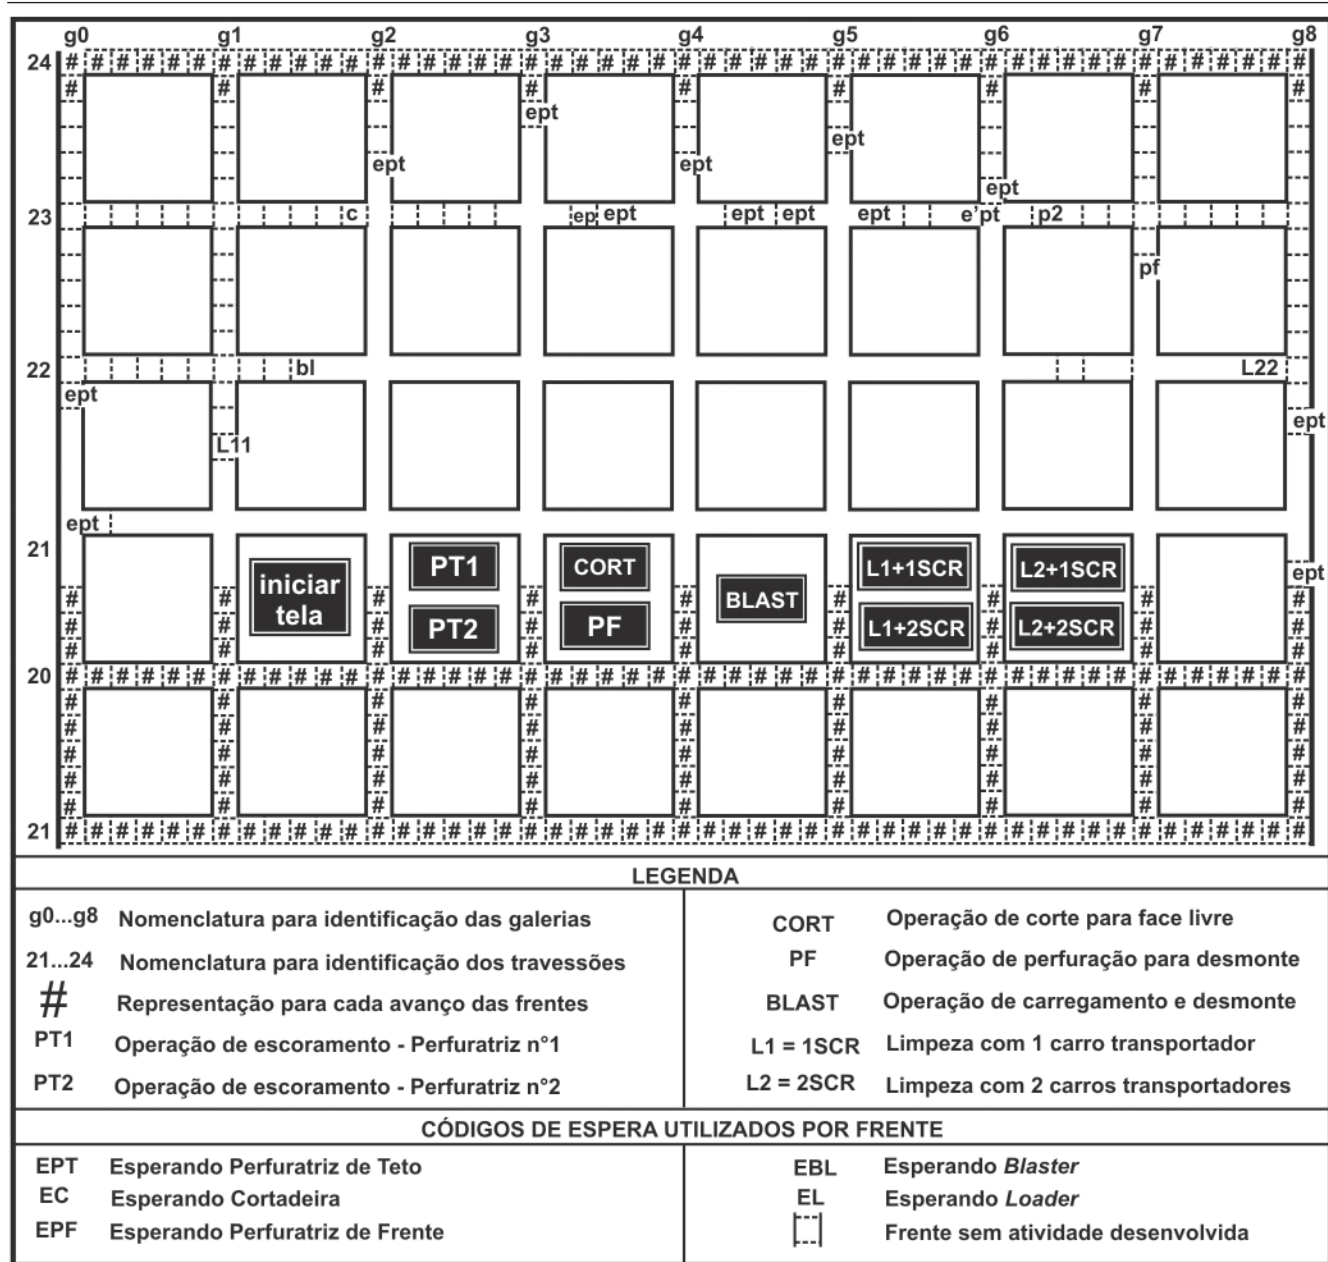 g0 g1 g2 g3 g4 g5 g6 g7 g8
24 # # # # # # # # # # # # # # # # # # # # # # # # # # # # # # # # # # # # # # # # # # # # # # # # #
# # # # # # # # #
ept
ept
ept ept
ept
23 c ep ept ept ept ept e'pt p2
pf
22 bl L22
ept
ept
L11
ept
21 PT1 CORT L1+1SCR L2+1SCR ept
iniciar
tela
BLAST
PT2 PF L1+2SCR L2+2SCR
# # # # # # # # #
# # # # # # # # #
# # # # # # # # #
20 # # # # # # # # # # # # # # # # # # # # # # # # # # # # # # # # # # # # # # # # # # # # # # # # #
# # # # # # # # #
# # # # # # # # #
# # # # # # # # #
# # # # # # # # #
# # # # # # # # #
21 # # # # # # # # # # # # # # # # # # # # # # # # # # # # # # # # # # # # # # # # # # # # # # # # #
LEGENDA
g0...g8 Nomenclatura para identificação das galerias
21...24 Nomenclatura para identificação dos travessões
# Representação para cada avanço das frentes
PT1 Operação de escoramento - Perfuratriz n°1
PT2 Operação de escoramento - Perfuratriz n°2
CORT Operação de corte para face livre
PF Operação de perfuração para desmonte
BLAST Operação de carregamento e desmonte
L1 = 1SCR Limpeza com 1 carro transportador
L2 = 2SCR Limpeza com 2 carros transportadores
CÓDIGOS DE ESPERA UTILIZADOS POR FRENTE
EPT Esperando Perfuratriz de Teto
EC Esperando Cortadeira
EPF Esperando Perfuratriz de Frente
EBL Esperando Blaster
EL Esperando Loader
Frente sem atividade desenvolvida